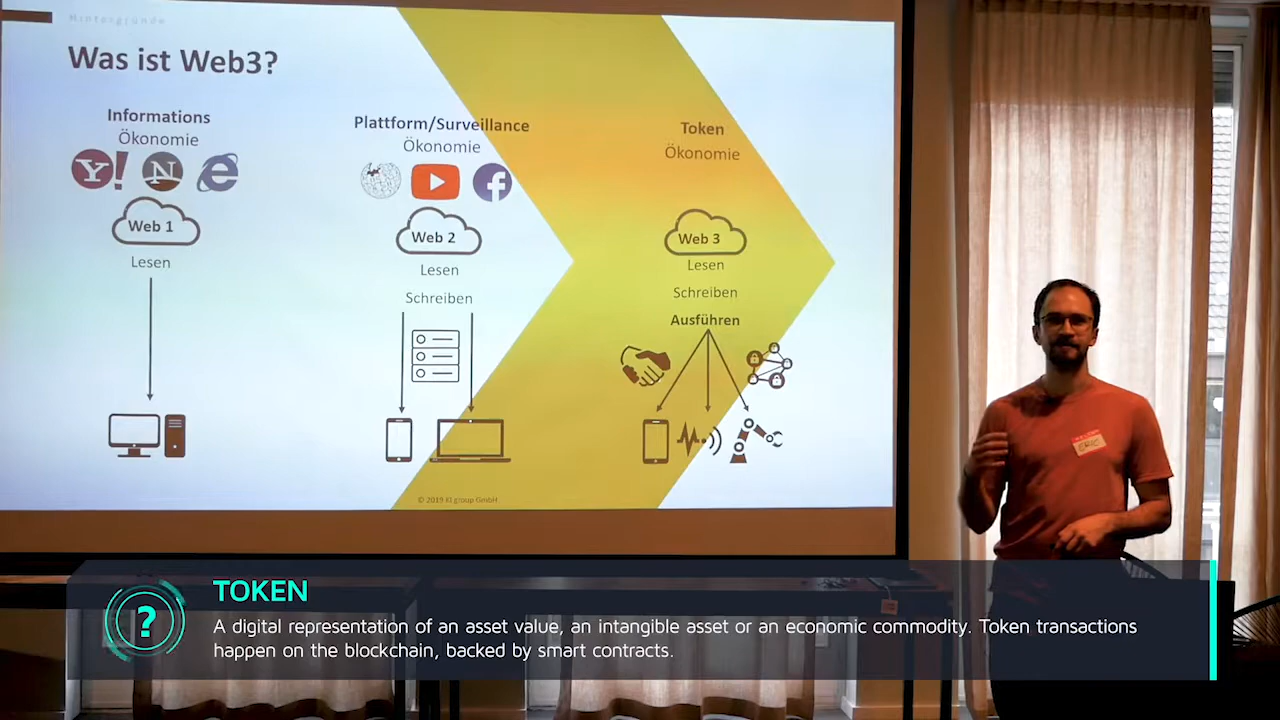 Hintergründe
Was ist Web3?
Informations
Ökonomie
Y!
N
e
Web 1
Lesen
Plattform/Surveillance
Ökonomie
f
Web 2
Lesen
Schreiben
Token
Ökonomie
Web 3
Lesen
Schreiben
Ausführen
© 2019 KI group GmbH
ERIC
?
TOKEN
A digital representation of an asset value, an intangible asset or an economic commodity. Token transactions
happen on the blockchain, backed by smart contracts.